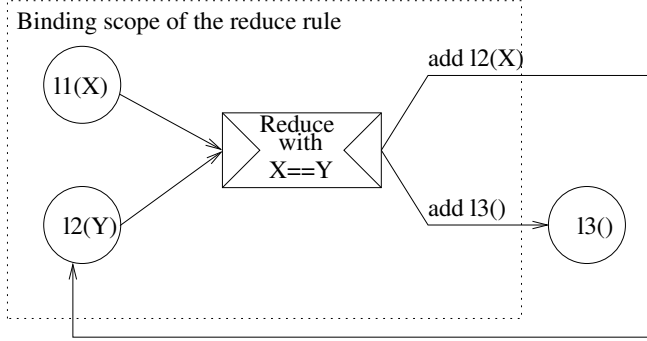 Binding scope of the reduce rule
add l2(X)
l1(X)
Reduce
with
X==Y
add l3()
l2(Y)
l3()